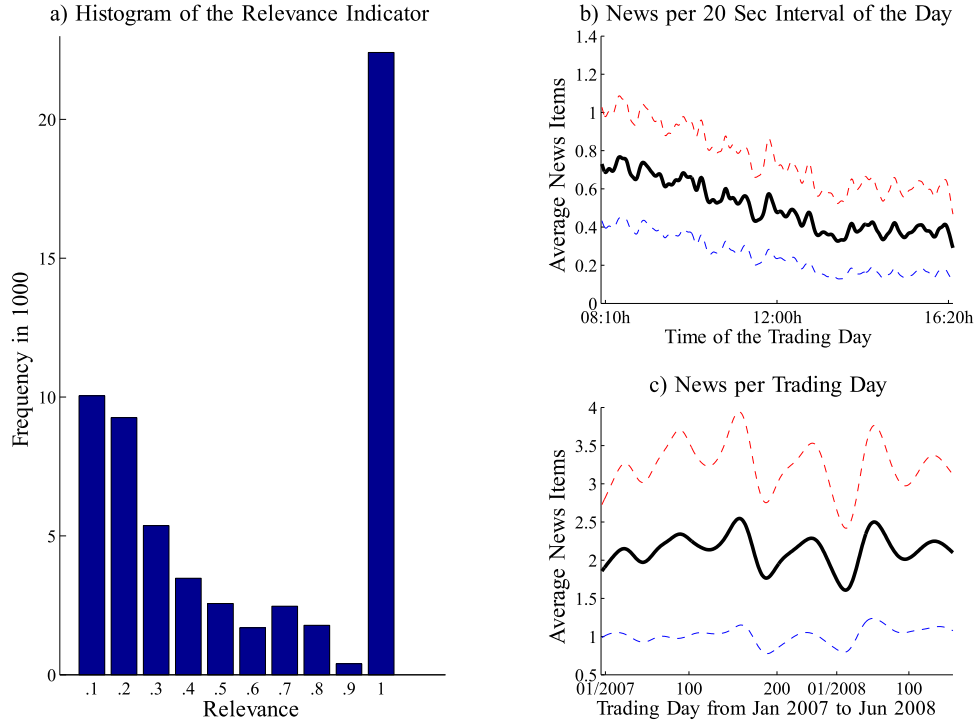 a) Histogram of the Relevance Indicator
Frequency in 1000
20
15
10
5
0
.1 .2 .3 .4 .5 .6 .7 .8 .9 1
Relevance
b) News per 20 Sec Interval of the Day
Average News Items
1.4
1.2
1
0.8
0.6
0.4
0.2
0
08:10h 12:00h 16:20h
Time of the Trading Day
c) News per Trading Day
Average News Items
4
3.5
3
2.5
2
1.5
1
0.5
01/2007 100 200 01/2008 100
Trading Day from Jan 2007 to Jun 2008